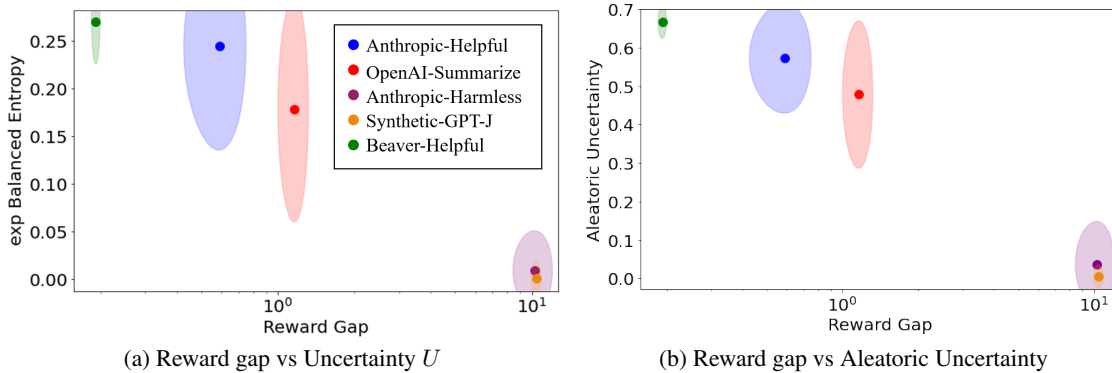 exp Balanced Entropy
0.25
0.20
0.15
0.10
0.05
0.00
Anthropic-Helpful
OpenAI-Summarize
Anthropic-Harmless
Synthetic-GPT-J
Beaver-Helpful
10⁰
10¹
Reward Gap
(a) Reward gap vs Uncertainty U
Aleatoric Uncertainty
0.7
0.6
0.5
0.4
0.3
0.2
0.1
0.0
10⁰
10¹
Reward Gap
(b) Reward gap vs Aleatoric Uncertainty